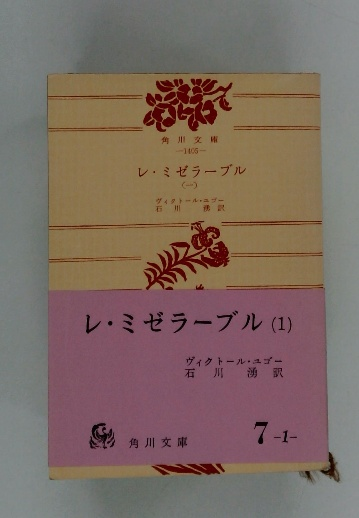 角川文庫
—1405—
レ・ミゼラーブル
(一)
ヴィクトール・ユゴー
石川 湧訳
レ・ミゼラーブル (1)
ヴィクトール・ユゴー
石川 湧 訳
角川文庫
7 -1-